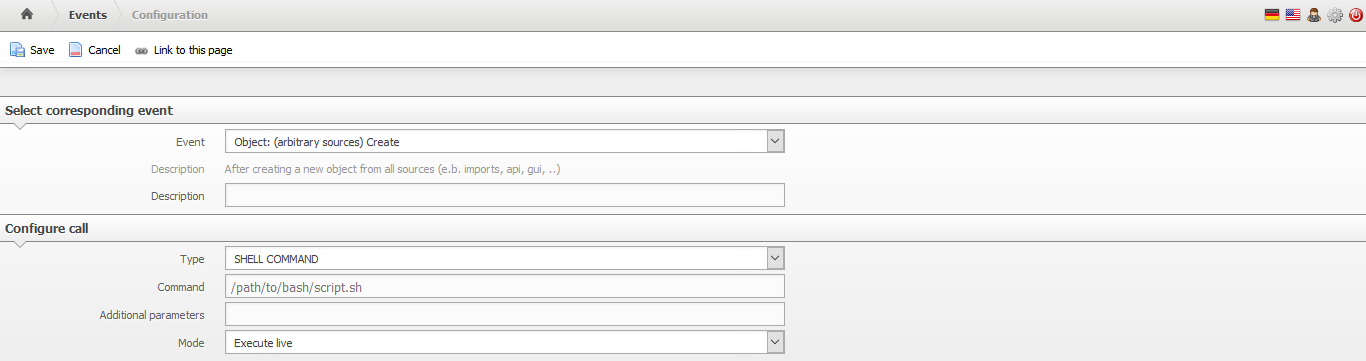 Events Configuration
Save Cancel Link to this page
Select corresponding event
Event Object: (arbitrary sources) Create
Description After creating a new object from all sources (e.b. imports, api, gui, ..)
Description
Configure call
Type SHELL COMMAND
Command /path/to/bash/script.sh
Additional parameters
Mode Execute live